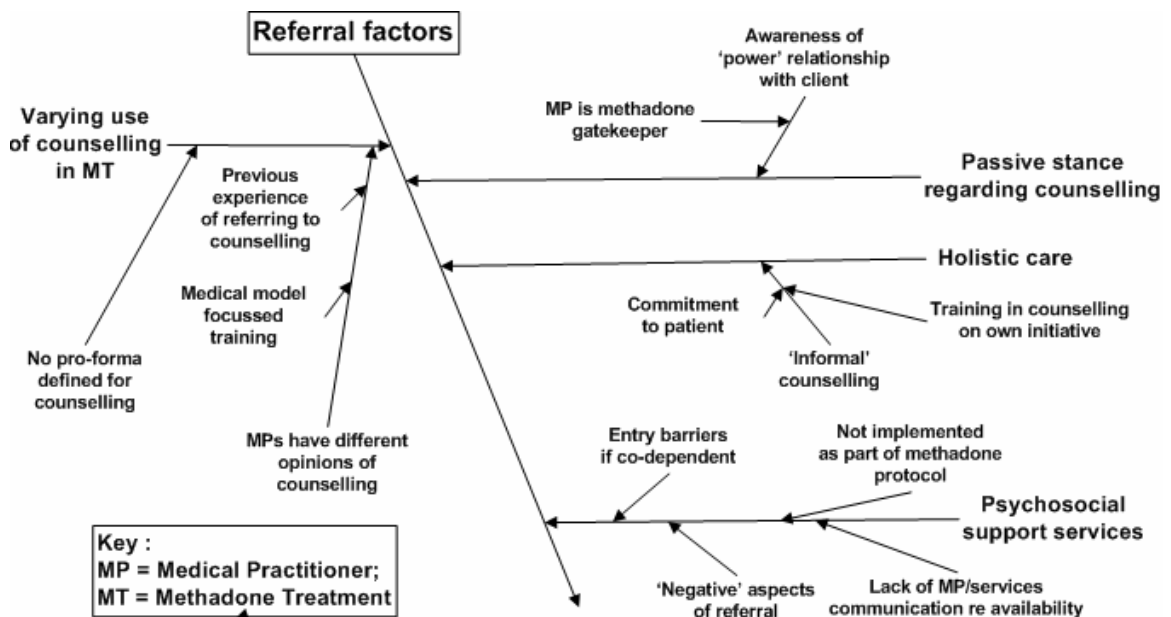 Referral factors
Awareness of
‘power’ relationship
with client
MP is methadone
gatekeeper
Varying use
of counselling
in MT
Previous
experience
of referring to
counselling
Passive stance
regarding counselling
Holistic care
Medical model
focussed
training
Commitment
to patient
Training in counselling
on own initiative
No pro-forma
defined for
counselling
‘Informal’
counselling
MPs have different
opinions of
counselling
Entry barriers
if co-dependent
Not implemented
as part of methadone
protocol
Psychosocial
support services
Key :
MP = Medical Practitioner;
MT = Methadone Treatment
‘Negative’ aspects
of referral
Lack of MP/services
communication re availability